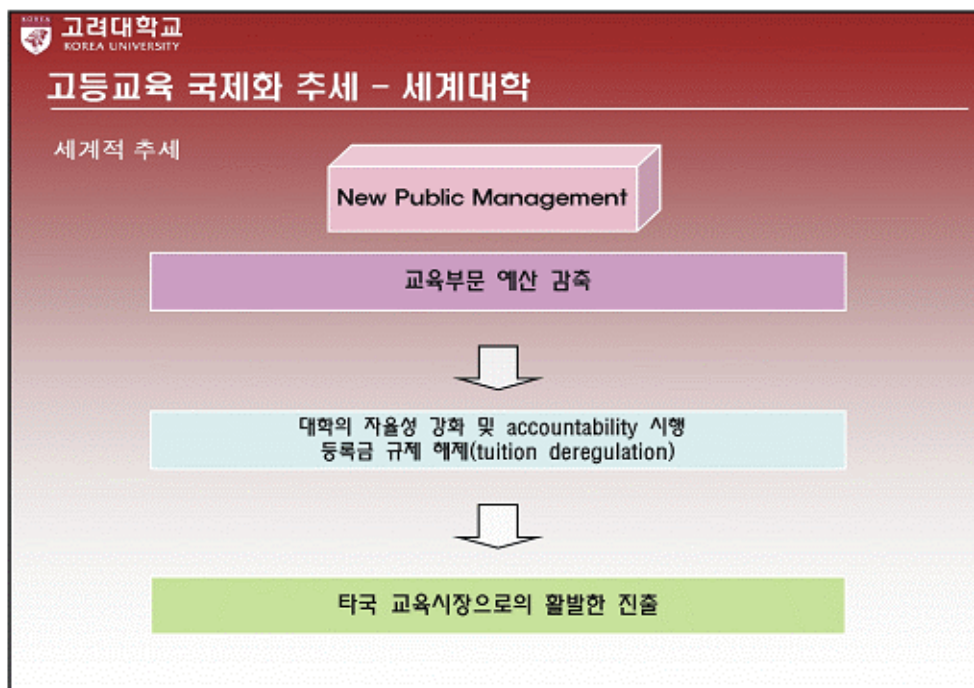 KOREA
고려대학교
KOREA UNIVERSITY
고등교육 국제화 추세 - 세계대학
세계적 추세
New Public Management
교육부문 예산 감축
대학의 자율성 강화 및 accountability 시행
등록금 규제 해제(tuition deregulation)
타국 교육시장으로의 활발한 진출